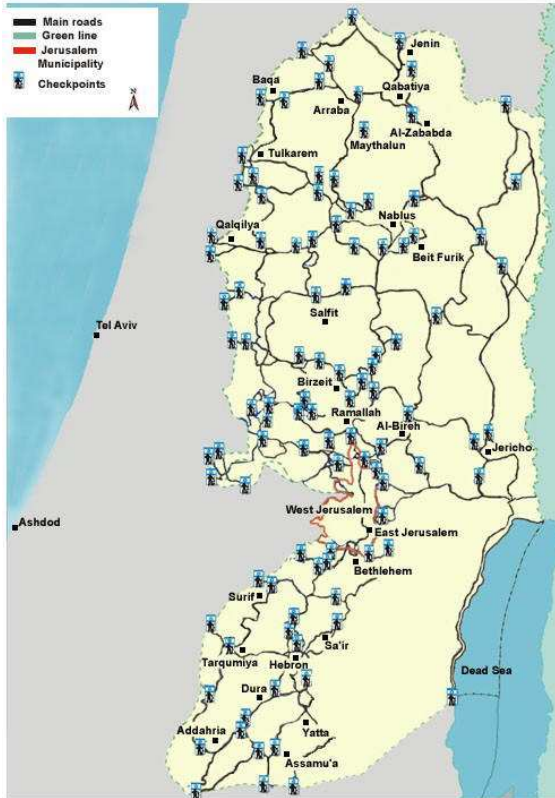 Main roads
Green line
Jerusalem
Municipality
Checkpoints
N
Jenin
Baqa
Qabatiya
Arraba
Al-Zababda
Maythalun
Tulkarem
Nablus
Qalqilya
Beit Furik
Salfit
Tel Aviv
Birzeit
Ramallah
Al-Bireh
Jericho
West Jerusalem
Ashdod
East Jerusalem
Bethlehem
Surif
Sa'ir
Tarqumiya
Hebron
Dead Sea
Dura
Yatta
Addahria
Assamu'a